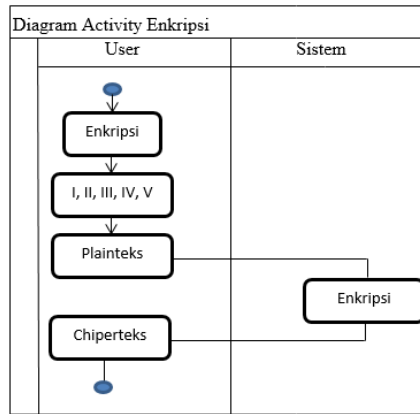 Diagram Activity Enkripsi
User
Sistem
Enkripsi
I, II, III, IV, V
Plainteks
Enkripsi
Chiperteks